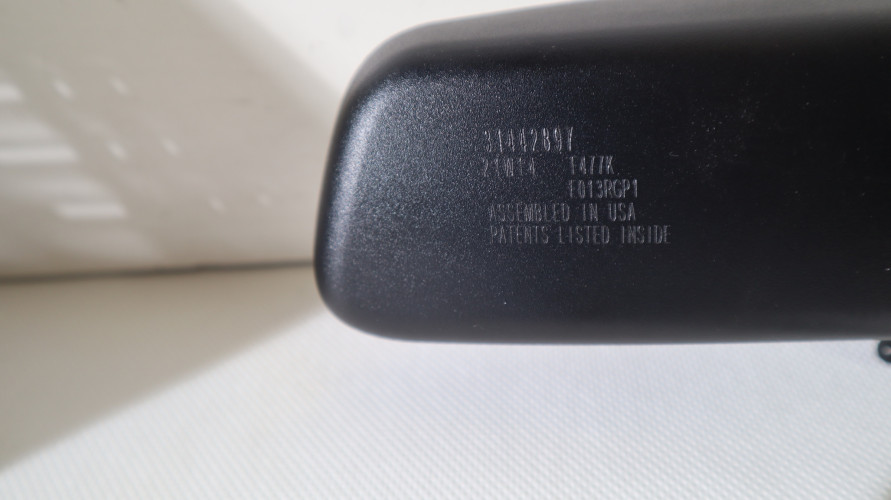 31442897
21W14 1477K
E013RGP1
ASSEMBLED IN USA
PATENTS LISTED INSIDE